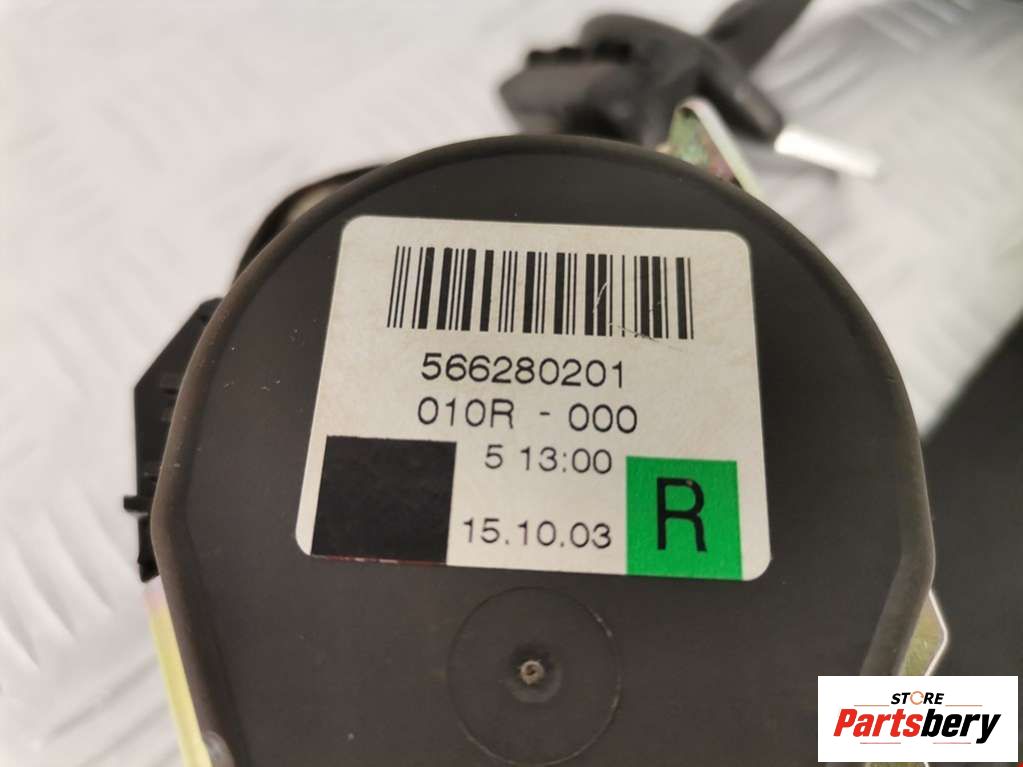 566280201
010R - 000
5 13:00
15.10.03
R
STORE
Partsbery